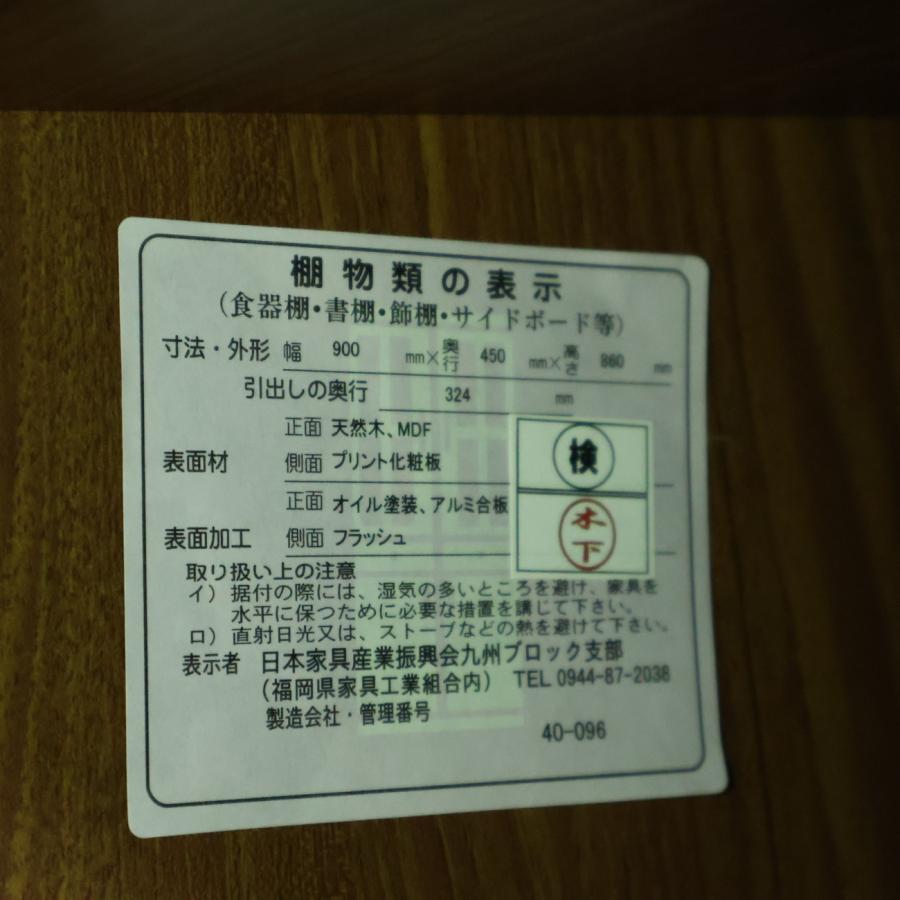 棚物類の表示
（食器棚・書棚・飾棚・サイドボード等）
寸法・外形 幅 900 mm×奥行 450 mm×高さ 860 mm
引出しの奥行 324 mm
表面材 正面 天然木、MDF
側面 プリント化粧板
表面加工 正面 オイル塗装、アルミ合板
側面 フラッシュ
検
木下
取り扱い上の注意
イ）据付の際には、湿気の多いところを避け、家具を
水平に保つために必要な措置を講じて下さい。
ロ）直射日光又は、ストーブなどの熱を避けて下さい。
表示者 日本家具産業振興会九州ブロック支部
（福岡県家具工業組合内） TEL 0944-87-2038
製造会社・管理番号
40-096